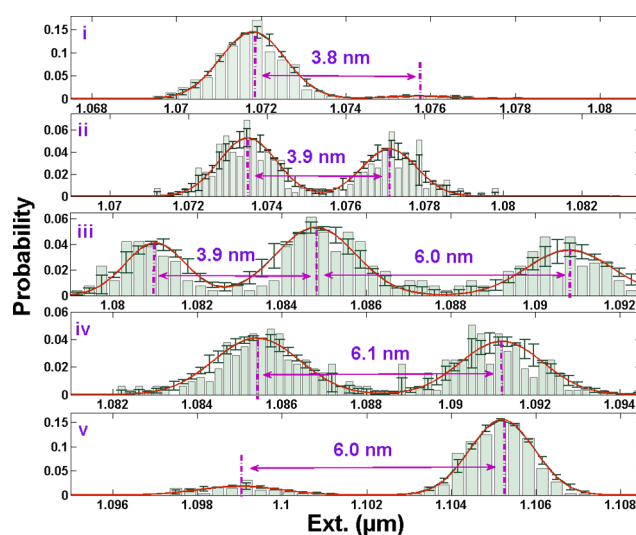 i
0.15
0.1
0.05
0
3.8 nm
1.068 1.07 1.072 1.074 1.076 1.078 1.08
ii
0.06
0.04
0.02
0
3.9 nm
1.07 1.072 1.074 1.076 1.078 1.08 1.082
iii
0.06
0.04
0.02
0
3.9 nm 6.0 nm
1.08 1.082 1.084 1.086 1.088 1.09 1.092
iv
0.06
0.04
0.02
0
6.1 nm
1.082 1.084 1.086 1.088 1.09 1.092 1.094
v
0.15
0.1
0.05
0
6.0 nm
1.096 1.098 1.1 1.102 1.104 1.106 1.108
Probability
Ext. (µm)